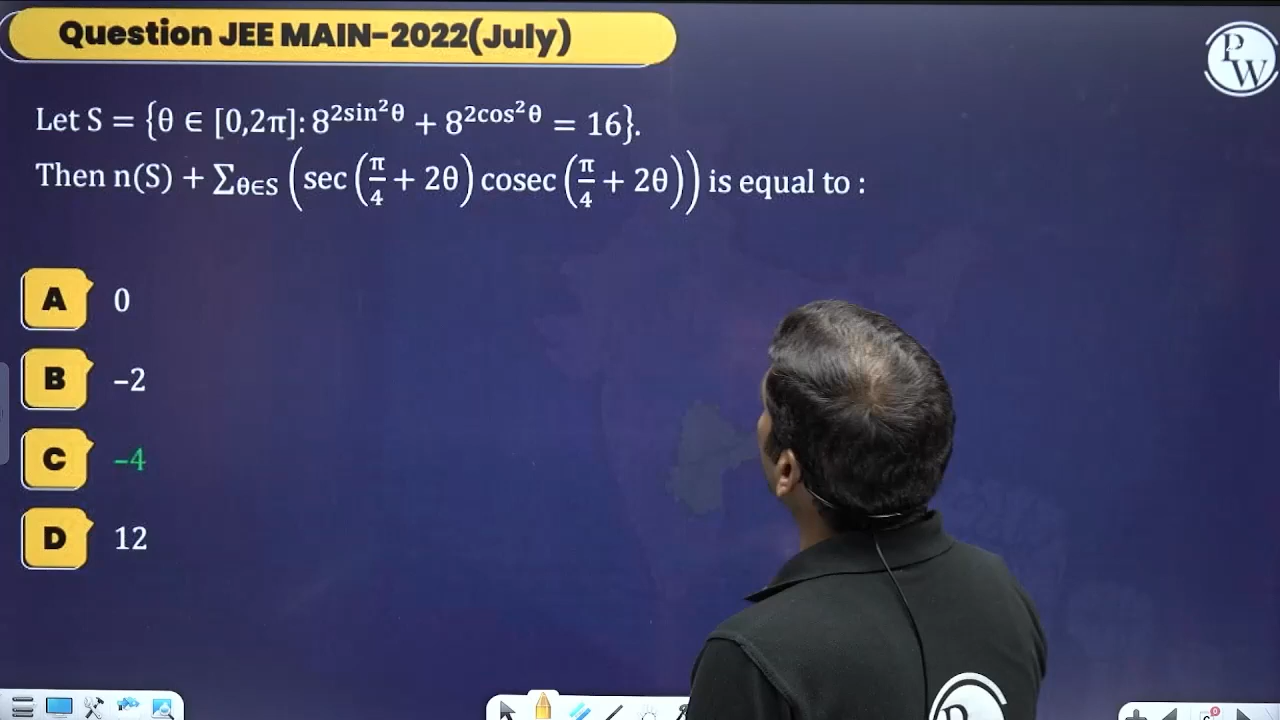 Question JEE MAIN-2022(July)
P
W
Let S = {θ ∈ [0,2π]: 8^{2sin²θ} + 8^{2cos²θ} = 16}.
Then n(S) + Σ_{θ∈S} (sec(π/4 + 2θ) cosec(π/4 + 2θ)) is equal to :
A 0
B –2
C –4
D 12